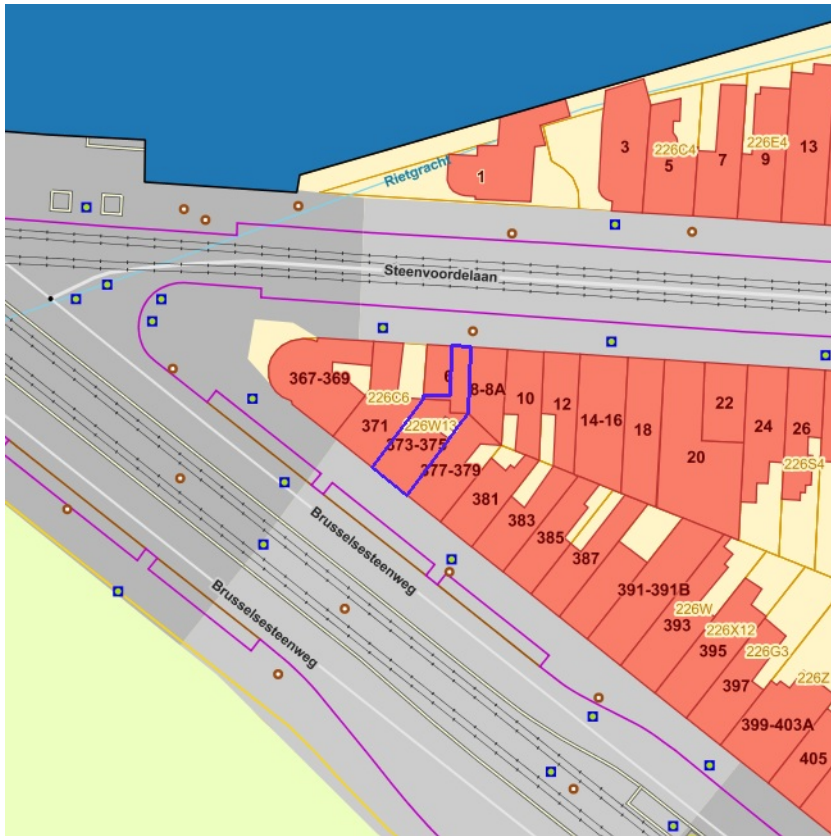 Rietgracht
1
3
226C4
5
7
226E4
9
13
Steenvoordelaan
367-369
226C6
371
6
8-8A
10
12
14-16
18
22
20
24
26
226S4
226W13
373-375
377-379
381
383
385
387
391-391B
226W
393
226X12
395
226G3
397
226Z
399-403A
405
Brusselsesteenweg
Brusselsesteenweg